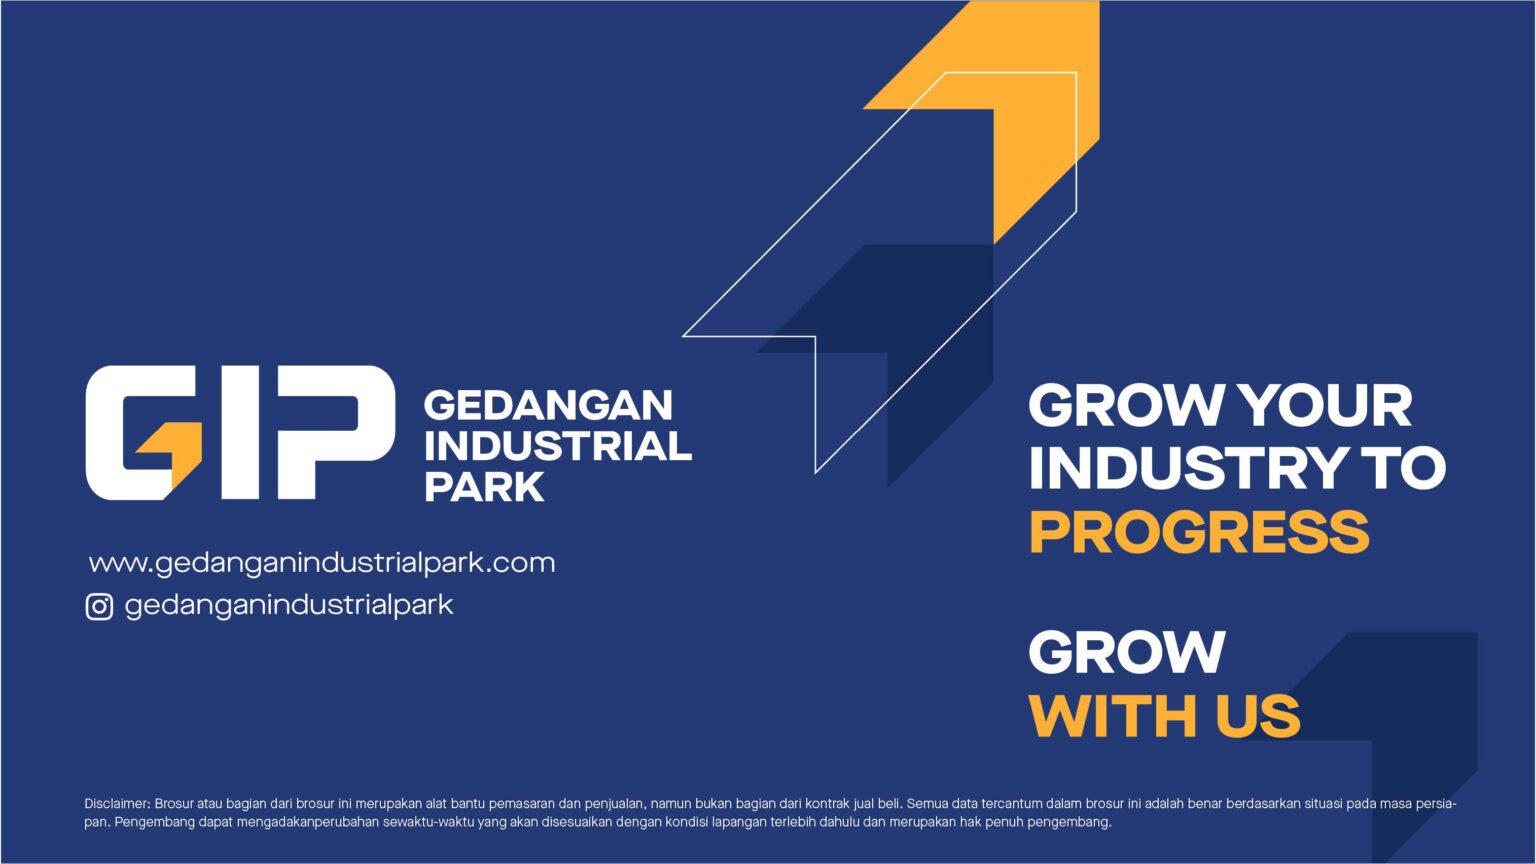 GIP
GEDANGAN
INDUSTRIAL
PARK
www.gedanganindustrialpark.com
gedanganindustrialpark
GROW YOUR
INDUSTRY TO
PROGRESS
GROW
WITH US
Disclaimer: Brosur atau bagian dari brosur ini merupakan alat bantu pemasaran dan penjualan, namun bukan bagian dari kontrak jual beli. Semua data tercantum dalam brosur ini adalah benar berdasarkan situasi pada masa persia-
pan. Pengembang dapat mengadakanperubahan sewaktu-waktu yang akan disesuaikan dengan kondisi lapangan terlebih dahulu dan merupakan hak penuh pengembang.